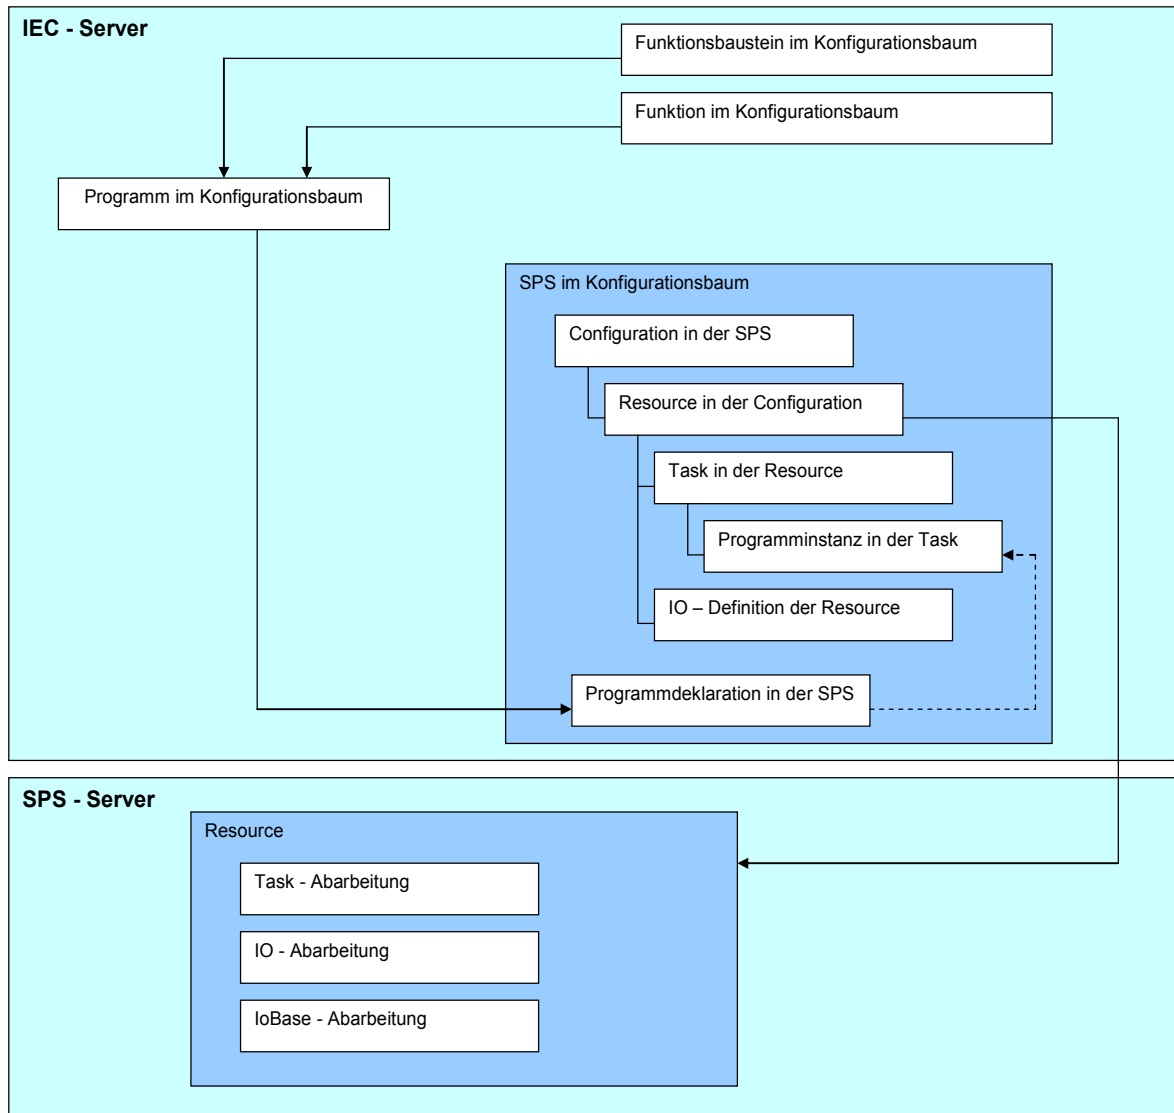 IEC - Server
Funktionsbaustein im Konfigurationsbaum
Funktion im Konfigurationsbaum
Programm im Konfigurationsbaum
SPS im Konfigurationsbaum
Configuration in der SPS
Resource in der Configuration
Task in der Resource
Programminstanz in der Task
IO – Definition der Resource
Programmdeklaration in der SPS
SPS - Server
Resource
Task - Abarbeitung
IO - Abarbeitung
IoBase - Abarbeitung